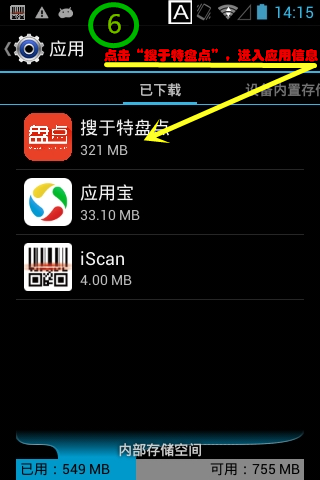 A
14:15
6
应用
点击“搜于特盘点”，进入应用信息
已下载
设备内置存储
盘点
搜于特盘点
321 MB
应用宝
33.10 MB
iScan
4.00 MB
内部存储空间
已用：549 MB
可用：755 MB